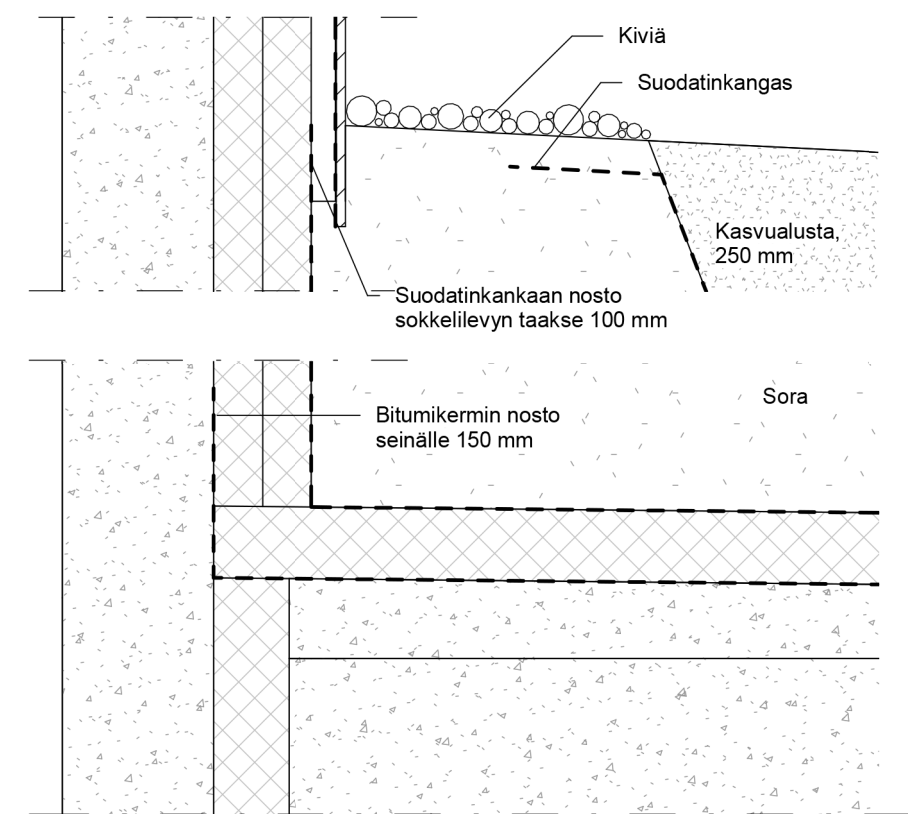 Kiviä
Suodatinkangas
Kasvualusta,
250 mm
Suodatinkankaan nosto
sokkelilevyn taakse 100 mm
Sora
Bitumikermin nosto
seinälle 150 mm